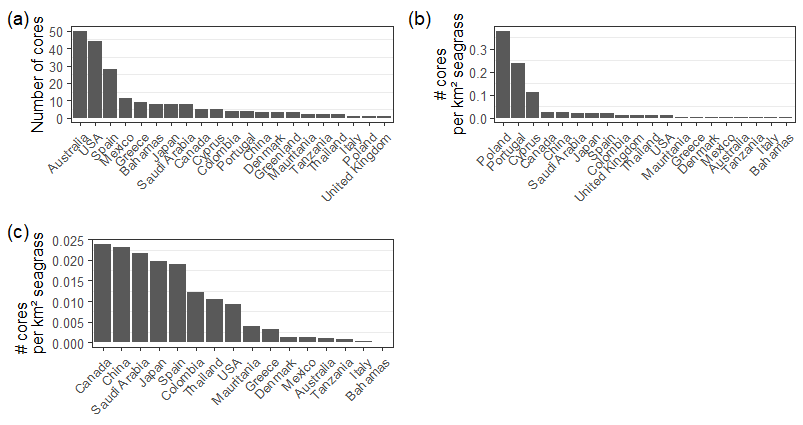 (a)
Number of cores
50
40
30
20
10
0
Australia
USA
Spain
Mexico
Greece
Bahamas
Japan
Saudi Arabia
Canada
Cyprus
Colombia
Portugal
China
Denmark
Greenland
Mauritania
Tanzania
Thailand
Italy
Poland
United Kingdom
(b)
# cores
per km² seagrass
0.3
0.2
0.1
0.0
Poland
Portugal
Cyprus
Canada
China
Saudi Arabia
Japan
Spain
Colombia
United Kingdom
Thailand
USA
Mauritania
Greece
Denmark
Mexico
Australia
Tanzania
Italy
Bahamas
(c)
# cores
per km² seagrass
0.025
0.020
0.015
0.010
0.005
0.000
Canada
China
Saudi Arabia
Japan
Spain
Colombia
Thailand
USA
Mauritania
Greece
Denmark
Mexico
Australia
Tanzania
Italy
Bahamas